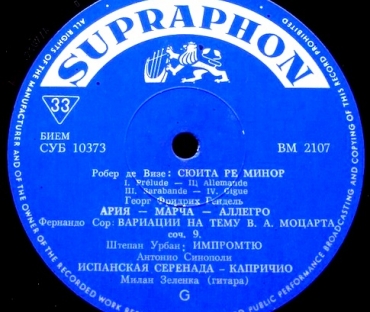 SUPRAPHON
ALL RIGHTS OF THE MANUFACTURER AND OF THE OWNER OF THE RECORDED WORK RE
PUBLIC PERFORMANCE BROADCASTING AND COPYING OF THIS RECORD PROHIBITED
33
БИЕМ
СУБ 10373
BM 2107
Робер де Визе: СЮИТА РЕ МИНОР
I. Prélude — II. Allemande
III. Sarabande — IV. Gigue
Георг Фридрих Гендель
АРИЯ - МАРЧА - АЛЛЕГРО
Фернандо Сор: ВАРИАЦИИ НА ТЕМУ В. А. МОЦАРТА
соч. 9.
Штепан Урбан: ИМПРОМТЮ
Антонио Синополи
ИСПАНСКАЯ СЕРЕНАДА - КАПРИЧИО
Милан Зеленка (гитара)
G